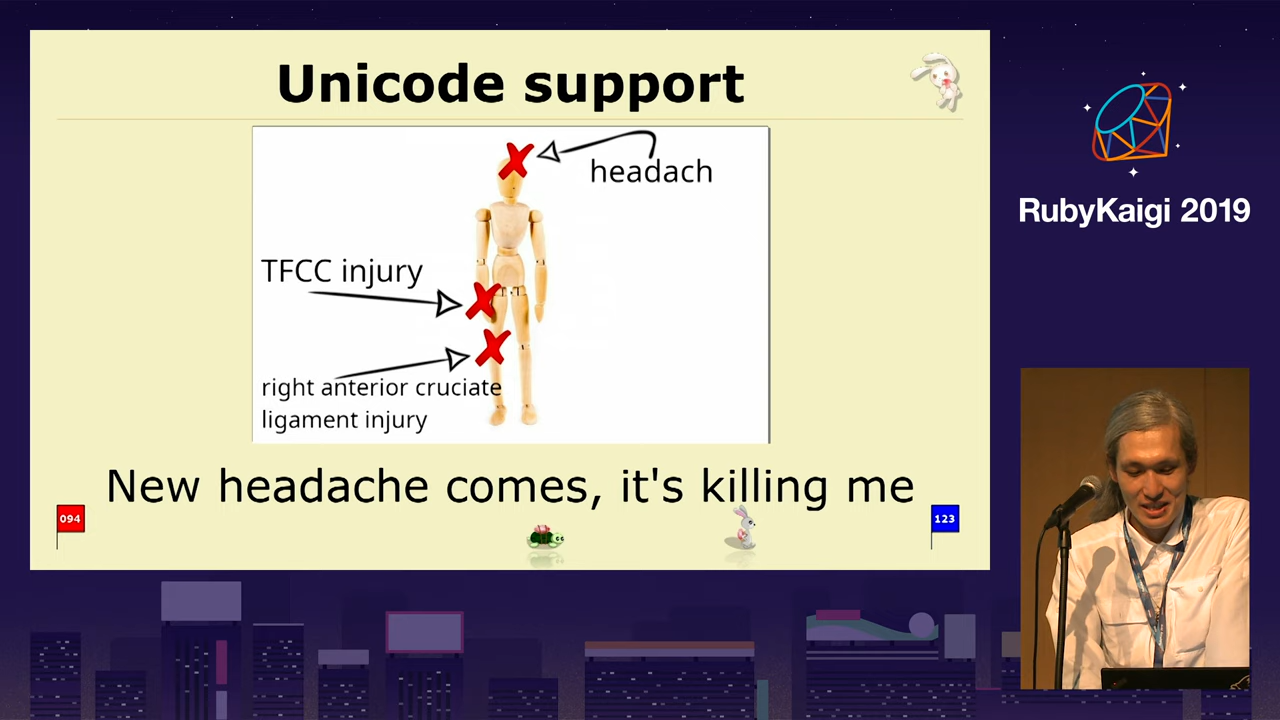 Unicode support
headach
TFCC injury
right anterior cruciate
ligament injury
New headache comes, it's killing me
094
123
RubyKaigi 2019